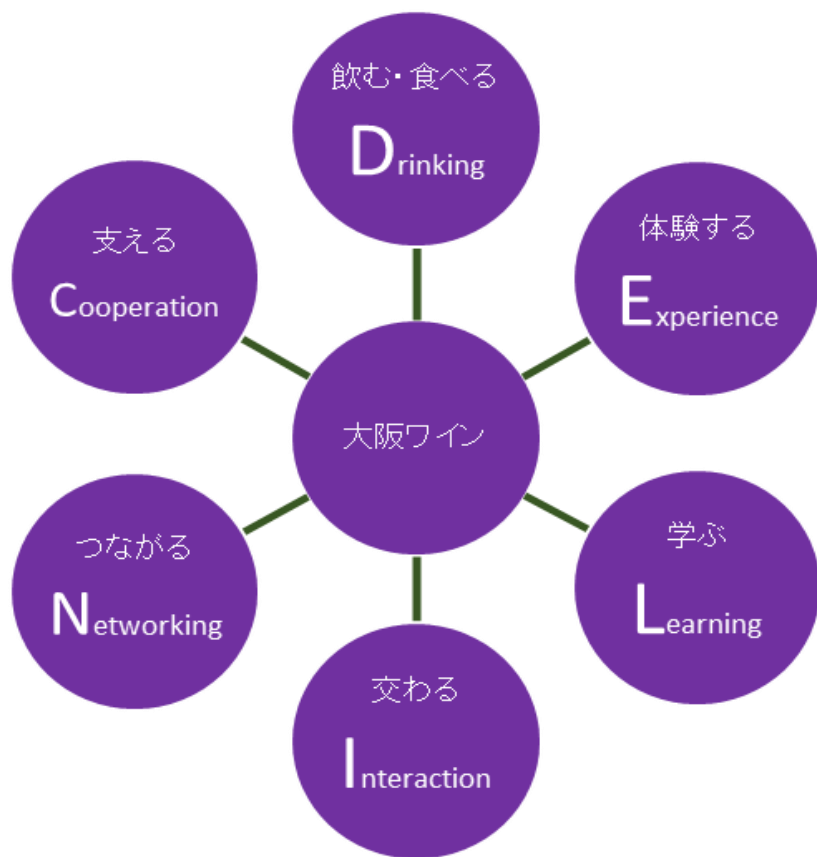 飲む・食べる
Drinking
体験する
Experience
学ぶ
Learning
交わる
Interaction
つながる
Networking
支える
Cooperation
大阪ワイン